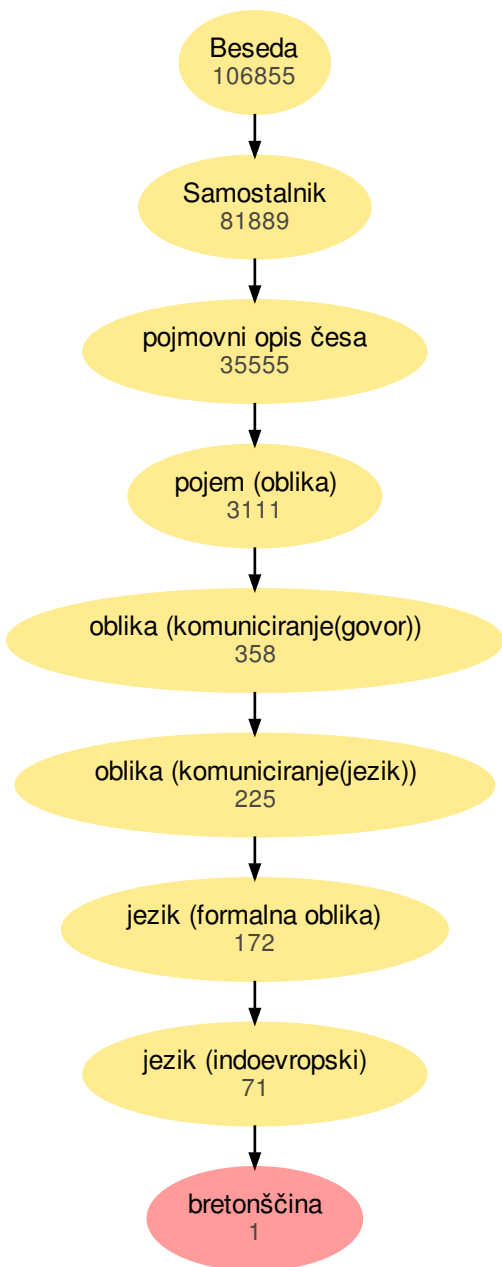 Beseda
106855
Samostalnik
81889
pojmovni opis česa
35555
pojem (oblika)
3111
oblika (komuniciranje(govor))
358
oblika (komuniciranje(jezik))
225
jezik (formalna oblika)
172
jezik (indoevropski)
71
bretonščina
1